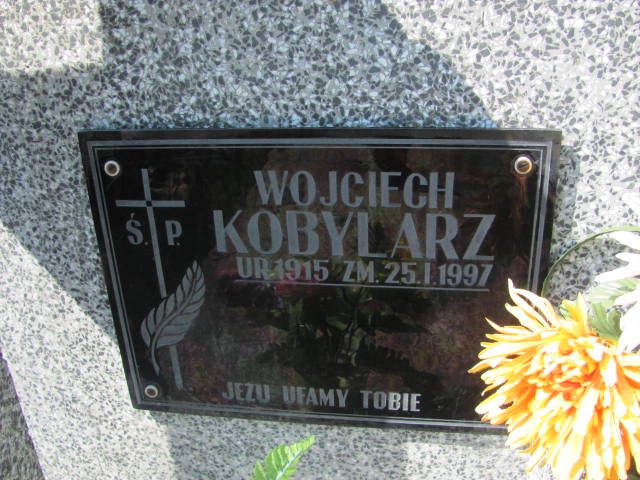 Ś. P.
WOJCIECH
KOBYLARZ
UR.1915 ZM.25.I.1997
JEZU UFAMY TOBIE